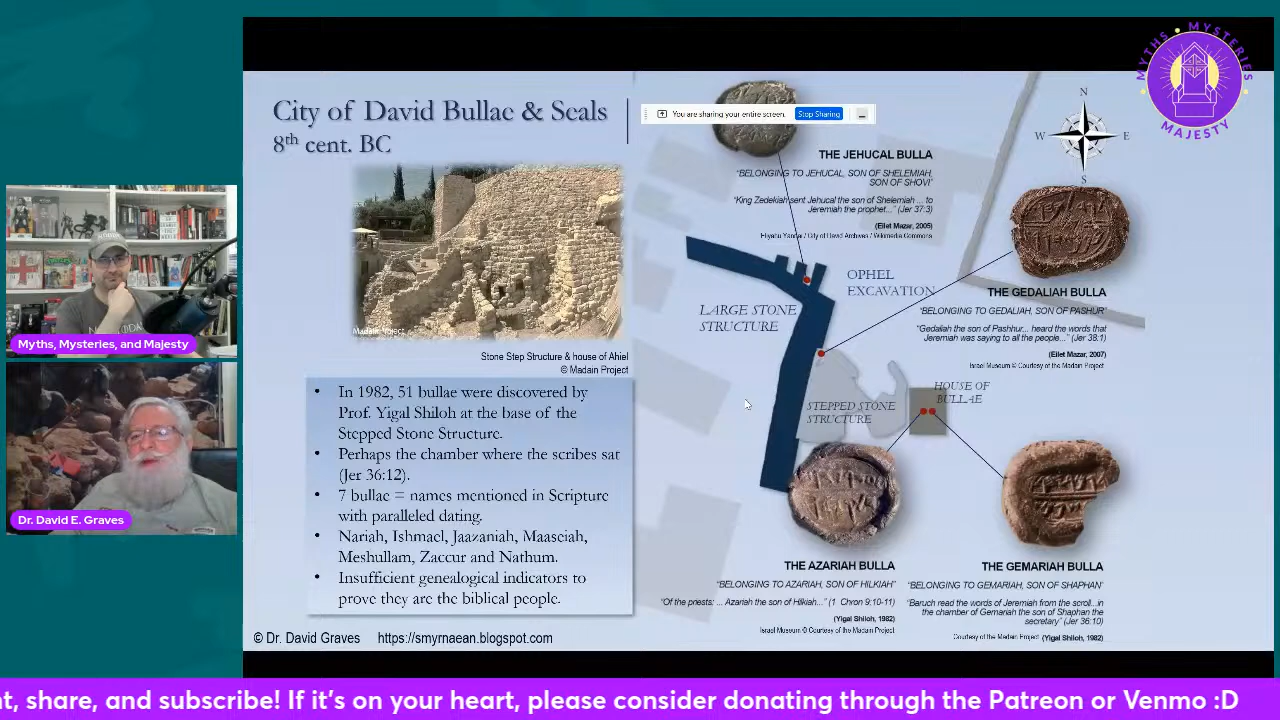 MYTHS, MYSTERIES
MAJESTY
City of David Bullae & Seals
8th cent. BC
You are sharing your entire screen.
Stop Sharing
Madain Project
Stone Step Structure & house of Ahiel
© Madain Project
• In 1982, 51 bullae were discovered by
Prof. Yigal Shiloh at the base of the
Stepped Stone Structure.
• Perhaps the chamber where the scribes sat
(Jer 36:12).
• 7 bullae = names mentioned in Scripture
with paralleled dating.
• Nariah, Ishmael, Jaazaniah, Maaseiah,
Meshullam, Zaccur and Nathum.
• Insufficient genealogical indicators to
prove they are the biblical people.
© Dr. David Graves https://smyrnaean.blogspot.com
THE JEHUCAL BULLA
"BELONGING TO JEHUCAL, SON OF SHELEMIAH,
SON OF SHOVI"
"King Zedekiah sent Jehucal the son of Shelemiah ... to
Jeremiah the prophet..." (Jer 37:3)
(Eilet Mazar, 2005)
City of David Archives / Wikimedia Commons
N
W
E
S
OPHEL
EXCAVATION
LARGE STONE
STRUCTURE
THE GEDALIAH BULLA
"BELONGING TO GEDALIAH, SON OF PASHUR"
"Gedaliah the son of Pashhur... heard the words that
Jeremiah was saying to all the people..." (Jer 38:1)
(Eilet Mazar, 2007)
Israel Museum © Courtesy of the Madain Project
HOUSE OF
BULLAE
STEPPED STONE
STRUCTURE
THE AZARIAH BULLA
"BELONGING TO AZARIAH, SON OF HILKIAH"
"Of the priests: ... Azariah the son of Hilkiah..." (1 Chron 9:10-11)
(Yigal Shiloh, 1982)
Israel Museum © Courtesy of the Madain Project
THE GEMARIAH BULLA
"BELONGING TO GEMARIAH, SON OF SHAPHAN"
"Baruch read the words of Jeremiah from the scroll...in
the chamber of Gemariah the son of Shaphan the
secretary" (Jer 36:10)
Courtesy of the Madain Project (Yigal Shiloh, 1982)
Myths, Mysteries, and Majesty
Dr. David E. Graves
t, share, and subscribe! If it's on your heart, please consider donating through the Patreon or Venmo :D